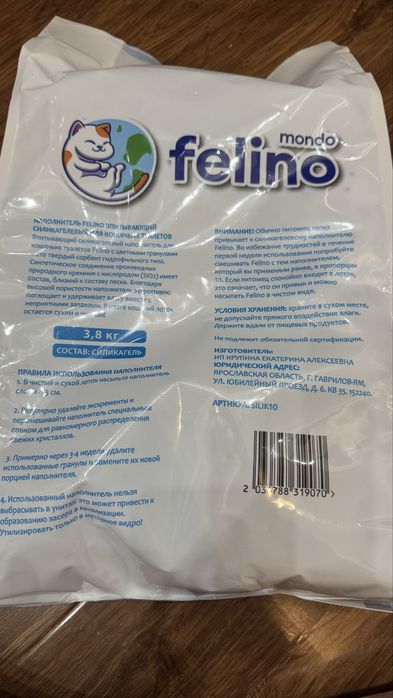 mondo
felino
НАПОЛНИТЕЛЬ FELINO ВПИТЫВАЮЩИЙ
СИЛИКАГЕЛЕВЫЙ ДЛЯ КОШАЧЬИХ ТУАЛЕТОВ
Впитывающий силикагелевый наполнитель для
кошачьих туалетов Felino с цветными гранулами
это твердый сорбент гидрофильного типа.
Синтетическое соединение производных
природного кремния с кислородом (SiO2) имеет
состав, близкий к составу песка. Благодаря
высокой пористости наполнитель эффективно
поглощает и удерживает влагу вместе с
неприятными запахами. В итоге кошачий лоток
остается сухим и чистым!
3,8 кг
СОСТАВ: СИЛИКАГЕЛЬ
ПРАВИЛА ИСПОЛЬЗОВАНИЯ НАПОЛНИТЕЛЯ
1. В чистый и сухой лоток насыпьте наполнитель
слоем см.
2. Регулярно удаляйте экскременты и
перемешивайте наполнитель специальным
совком для равномерного распределения
свежих кристаллов.
3. Примерно через 3-4 недели удалите
использованные гранулы и замените их новой
порцией наполнителя.
4. Использованный наполнитель нельзя
выбрасывать в унитаз: это может привести к
образованию засора в канализации.
Утилизировать только в мусорное ведро!
ВНИМАНИЕ! Обычно питомец легко
привыкает к силикагелевому наполнителю
Felino. Во избежание трудностей в течение
первой недели использования попробуйте
смешивать Felino с тем наполнителем,
который вы применяли ранее, в пропорции
1:1. Если питомец спокойно входит в лоток,
это означает, что он привык и можно
насыпать Felino в чистом виде.
УСЛОВИЯ ХРАНЕНИЯ: храните в сухом месте,
не допускайте прямого воздействия влаги.
Держите вдали от пищевых продуктов.
Не подлежит обязательной сертификации.
ИЗГОТОВИТЕЛЬ:
ИП КРУПИНА ЕКАТЕРИНА АЛЕКСЕЕВНА
ЮРИДИЧЕСКИЙ АДРЕС:
ЯРОСЛАВСКАЯ ОБЛАСТЬ, Г. ГАВРИЛОВ-ЯМ,
УЛ. ЮБИЛЕЙНЫЙ ПРОЕЗД, Д. 6, КВ 35. 152240.
АРТИКУЛ: SILIK10
319070 >